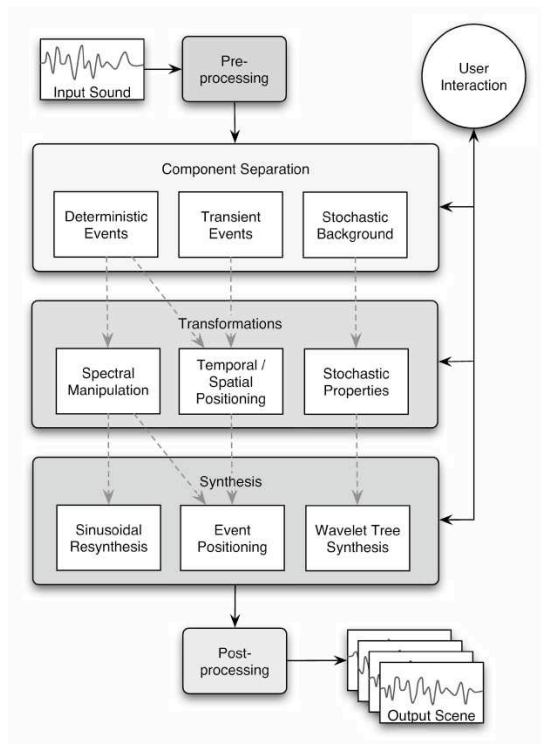 Input Sound
Pre-
processing
User
Interaction
Component Separation
Deterministic
Events
Transient
Events
Stochastic
Background
Transformations
Spectral
Manipulation
Temporal /
Spatial
Positioning
Stochastic
Properties
Synthesis
Sinusoidal
Resynthesis
Event
Positioning
Wavelet Tree
Synthesis
Post-
processing
Output Scene